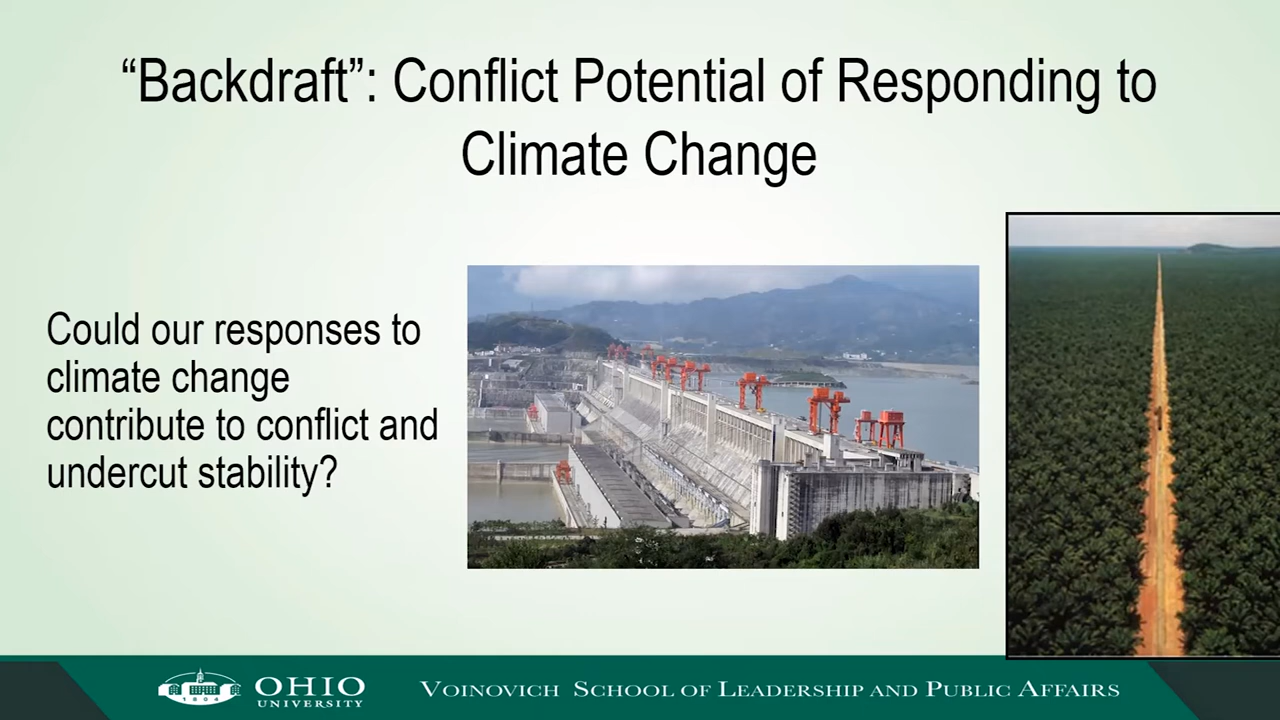 “Backdraft”: Conflict Potential of Responding to
Climate Change
Could our responses to
climate change
contribute to conflict and
undercut stability?
1804
OHIO
UNIVERSITY
VOINOVICH SCHOOL OF LEADERSHIP AND PUBLIC AFFAIRS